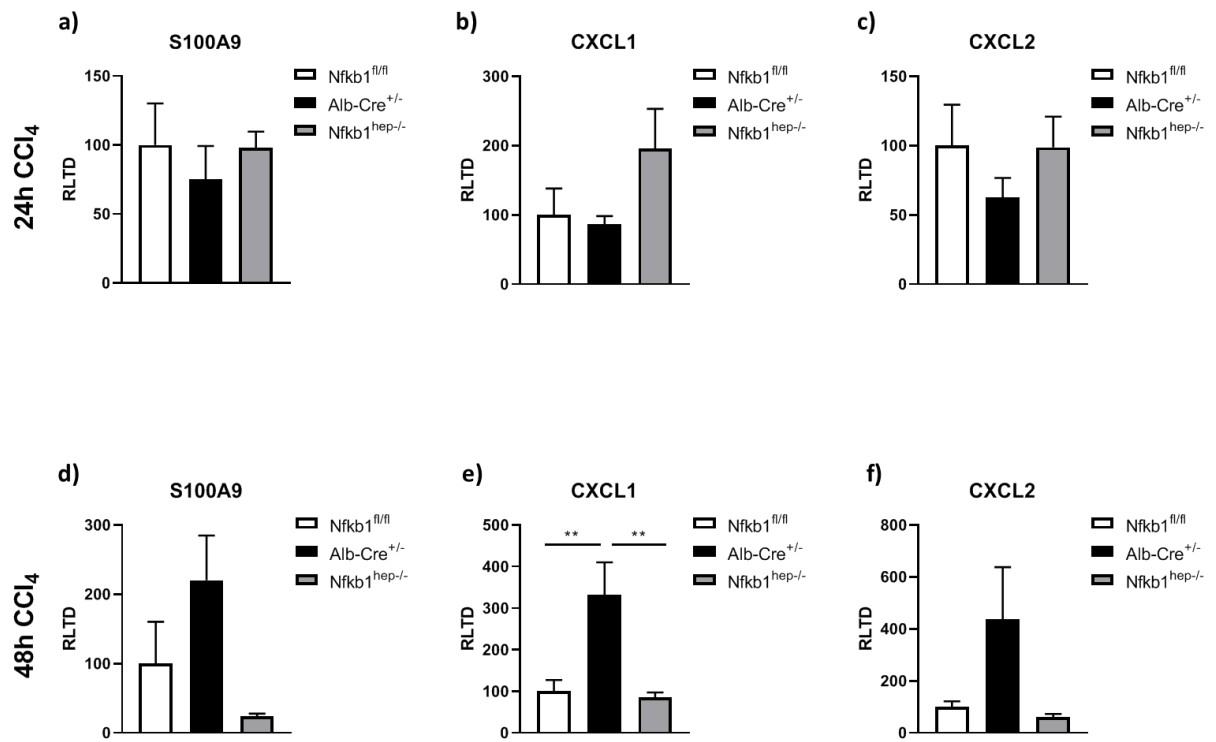 a)
S100A9
150
100
50
0
RLTD
Nfkb1fl/fl
Alb-Cre+/-
Nfkb1hep-/-
b)
CXCL1
300
200
100
0
RLTD
Nfkb1fl/fl
Alb-Cre+/-
Nfkb1hep-/-
c)
CXCL2
150
100
50
0
RLTD
Nfkb1fl/fl
Alb-Cre+/-
Nfkb1hep-/-
24h CCl4
d)
S100A9
300
200
100
0
RLTD
Nfkb1fl/fl
Alb-Cre+/-
Nfkb1hep-/-
e)
CXCL1
500
400
300
200
100
0
RLTD
** **
Nfkb1fl/fl
Alb-Cre+/-
Nfkb1hep-/-
f)
CXCL2
800
600
400
200
0
RLTD
Nfkb1fl/fl
Alb-Cre+/-
Nfkb1hep-/-
48h CCl4